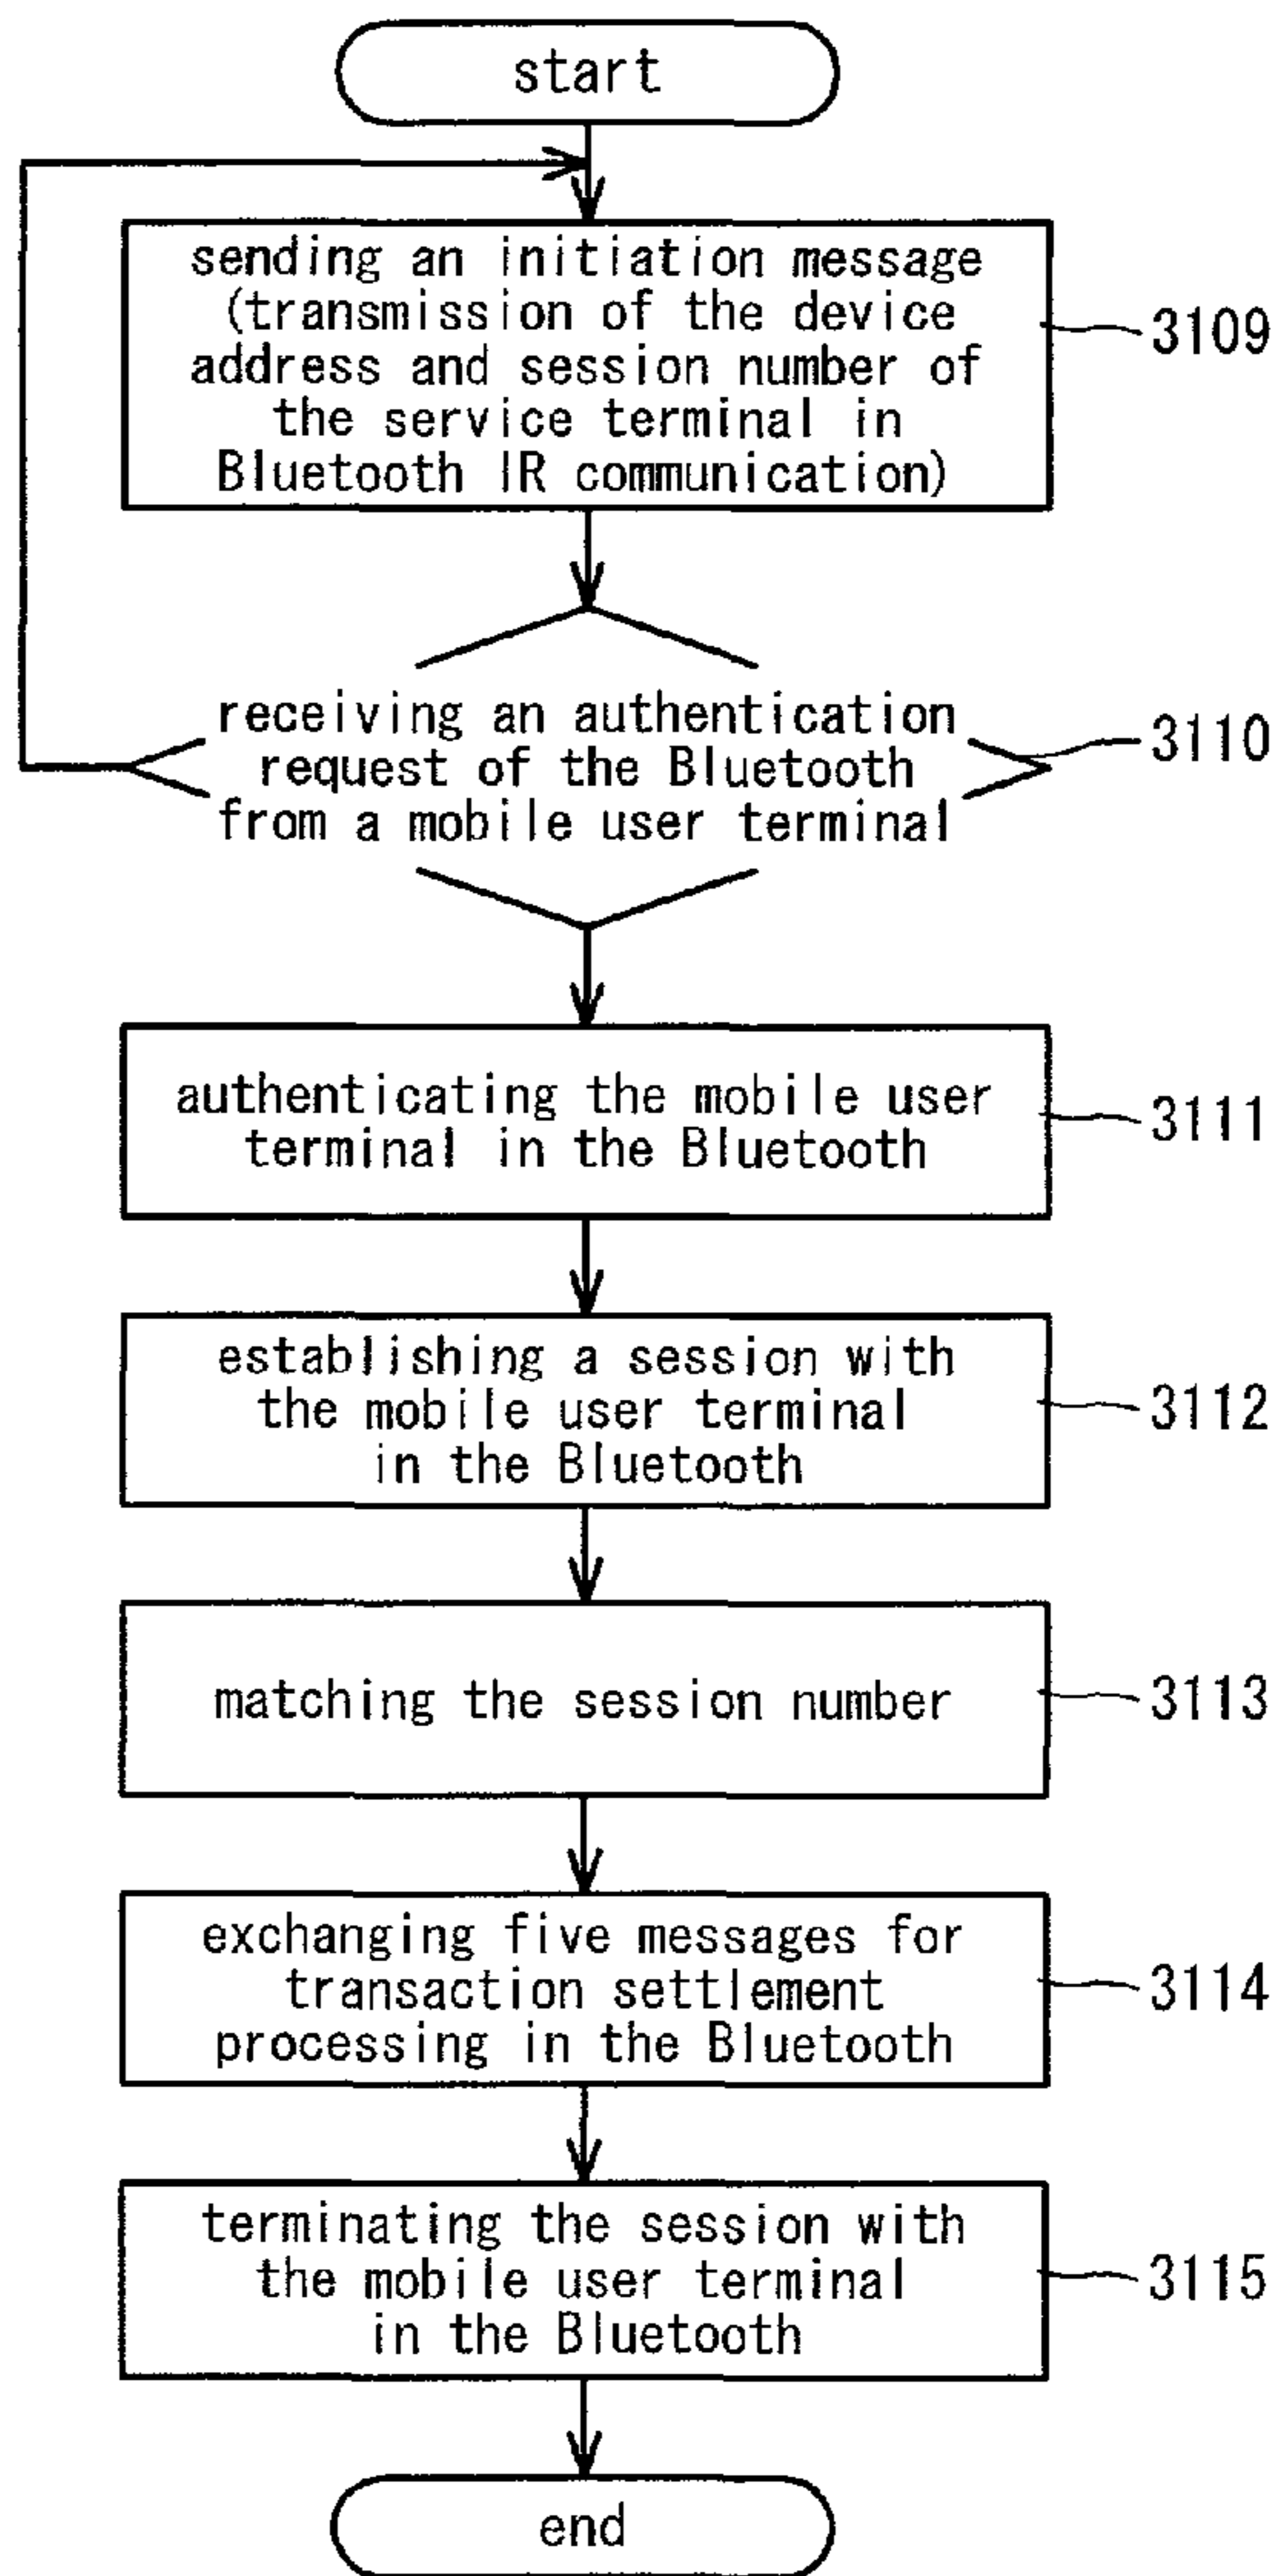 start
sending an initiation message
(transmission of the device
address and session number of
the service terminal in
Bluetooth IR communication)
3109
receiving an authentication
request of the Bluetooth
from a mobile user terminal
3110
authenticating the mobile user
terminal in the Bluetooth
3111
establishing a session with
the mobile user terminal
in the Bluetooth
3112
matching the session number
3113
exchanging five messages for
transaction settlement
processing in the Bluetooth
3114
terminating the session with
the mobile user terminal
in the Bluetooth
3115
end